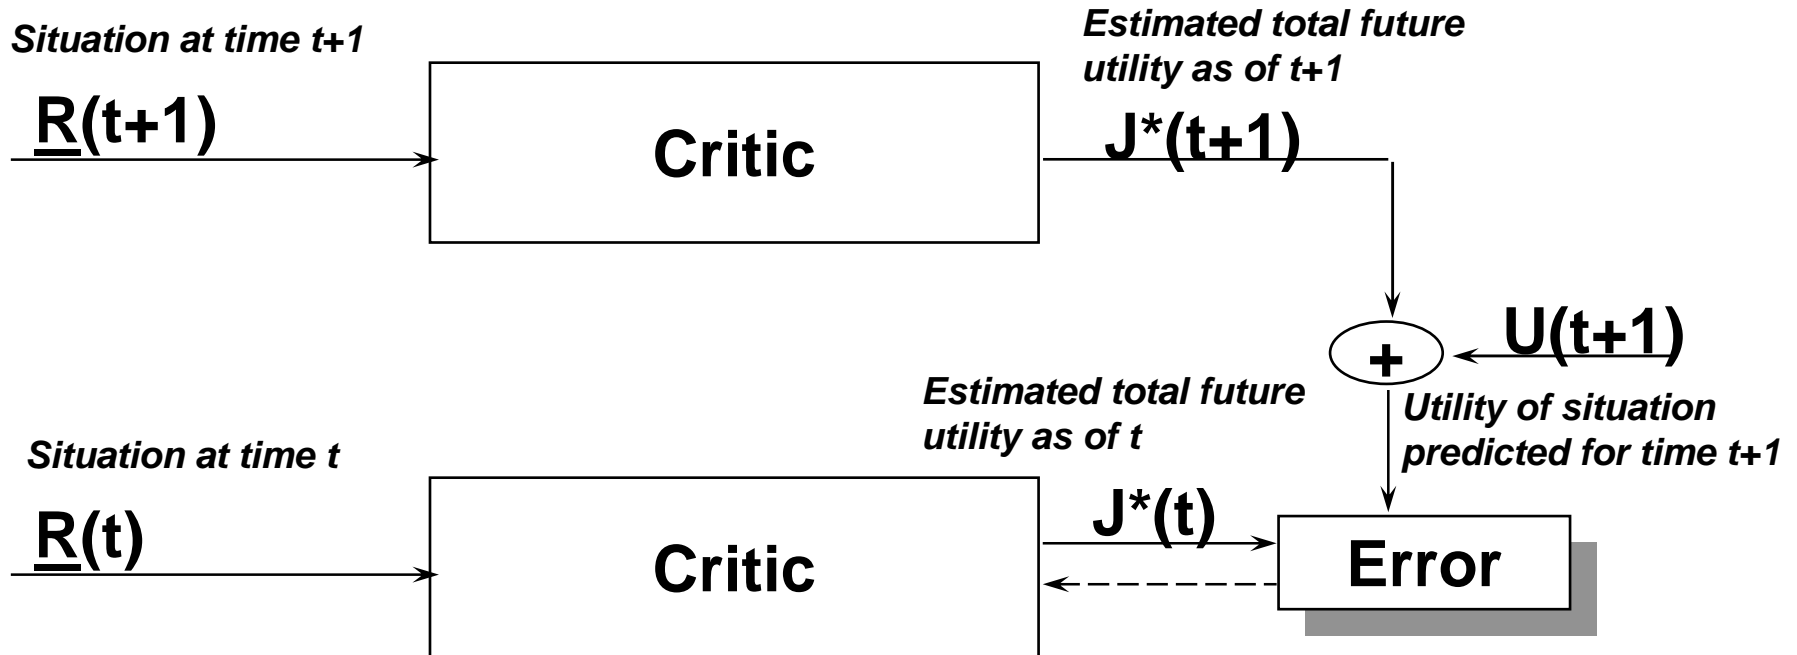 Situation at time t+1
R(t+1)
Critic
Estimated total future
utility as of t+1
J*(t+1)
+
U(t+1)
Utility of situation
predicted for time t+1
Estimated total future
utility as of t
Situation at time t
R(t)
Critic
J*(t)
Error